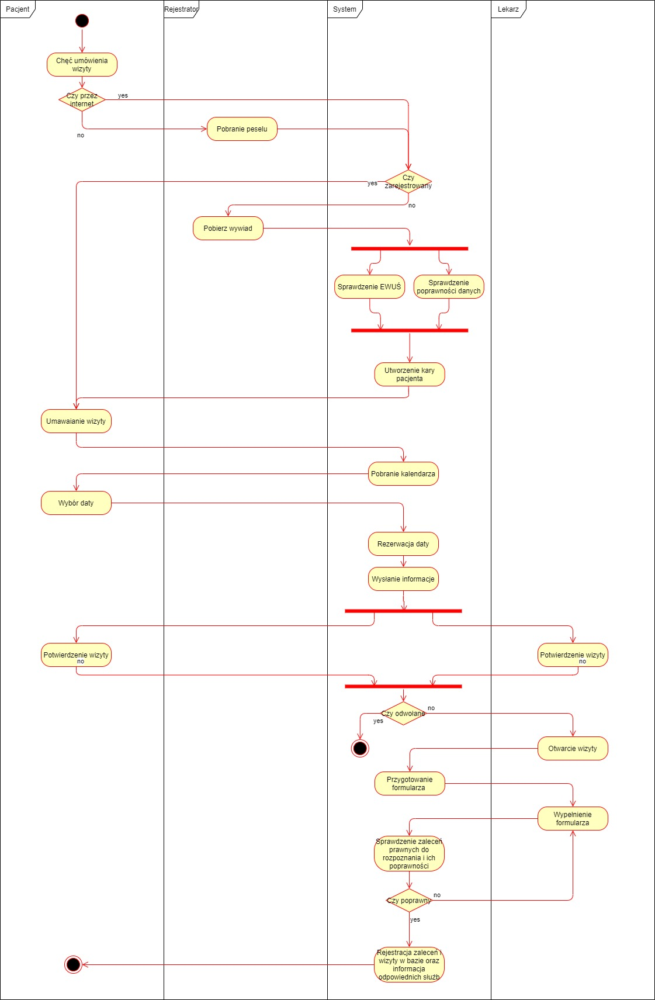 Pacjent
Rejestrator
System
Lekarz
Chęć umówienia
wizyty
Czy przez
internet
yes
no
Pobranie peselu
Czy
zarejestrowany
yes
no
Pobierz wywiad
Sprawdzenie EWUŚ
Sprawdzenie
poprawności danych
Utworzenie kary
pacjenta
Umawaianie wizyty
Pobranie kalendarza
Wybór daty
Rezerwacja daty
Wysłanie informacje
Potwierdzenie wizyty
no
Potwierdzenie wizyty
no
Czy odwołane
no
yes
Otwarcie wizyty
Przygotowanie
formularza
Wypełnienie
formularza
Sprawdzenie zaleceń
prawnych do
rozpoznania i ich
poprawności
Czy poprawny
no
yes
Rejestracja zaleceń i
wizyty w bazie oraz
informacja
odpowiednich służb